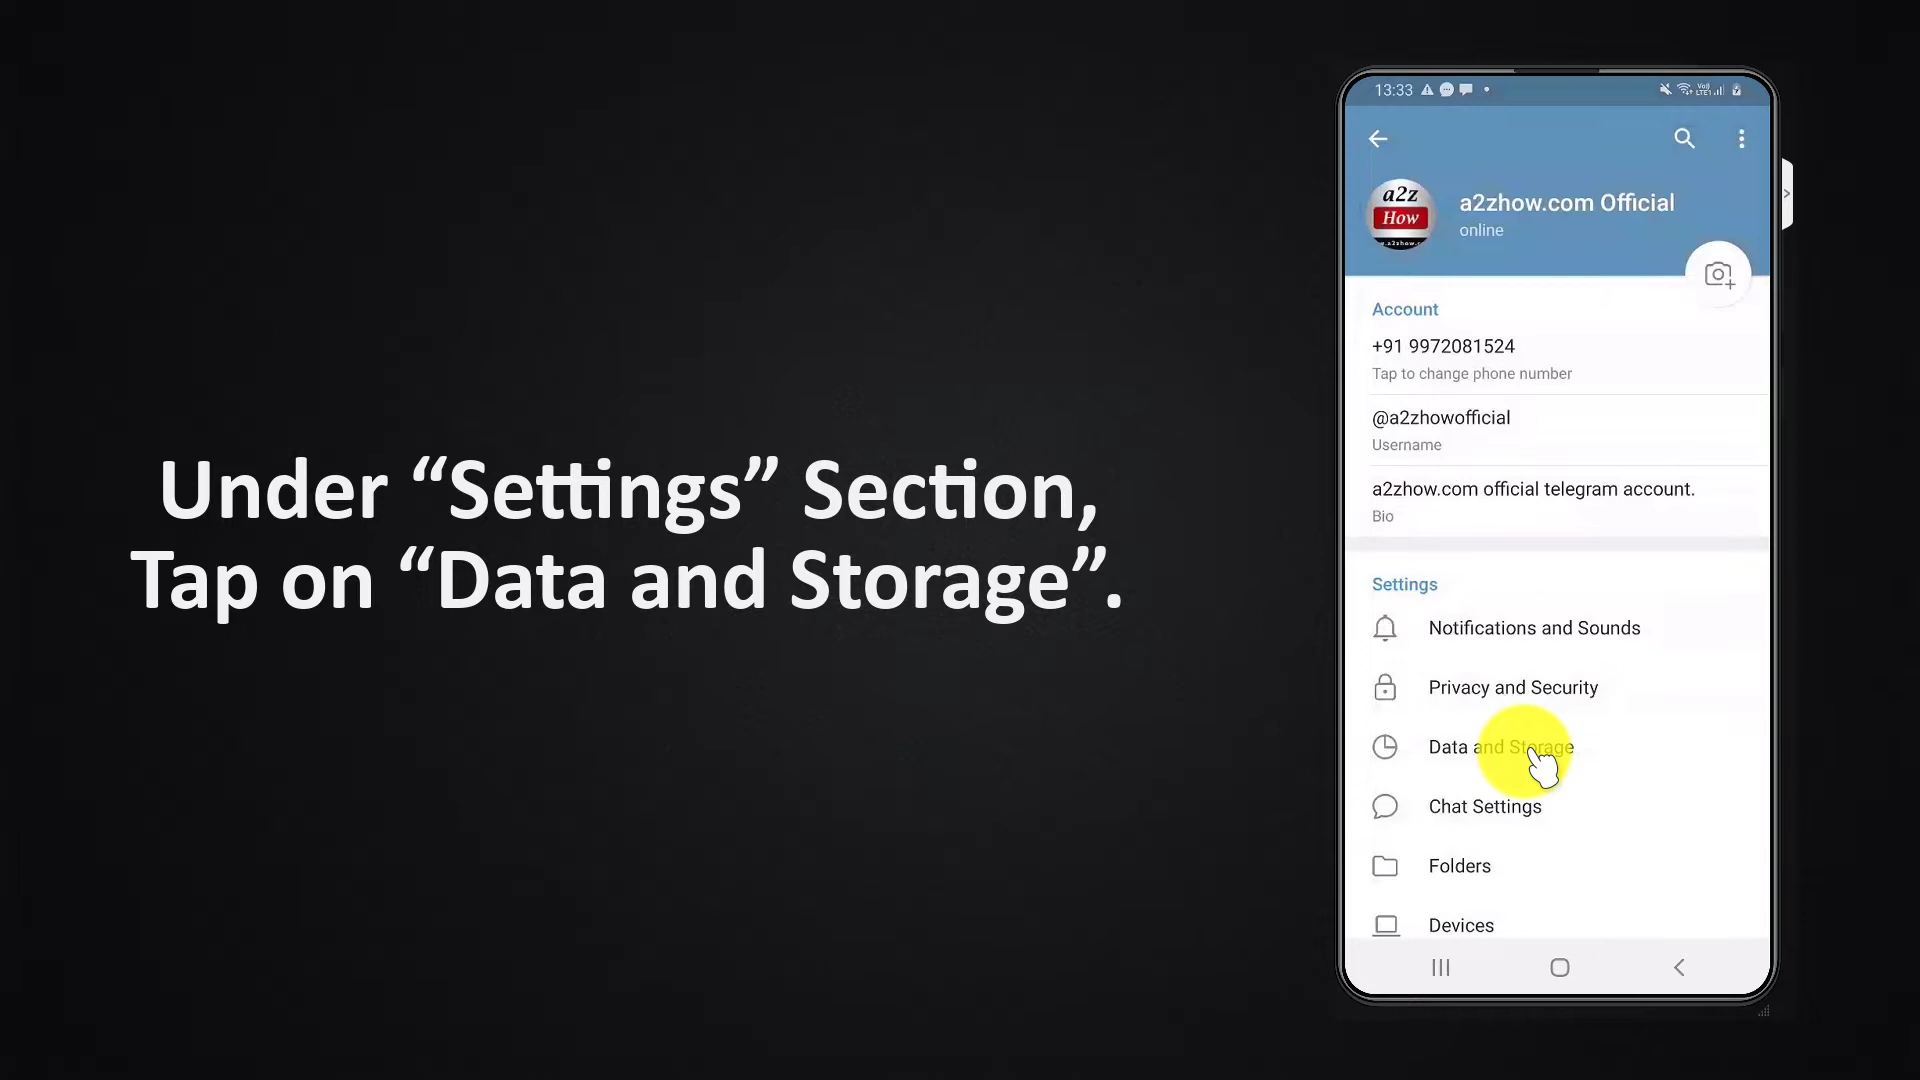 Under “Settings” Section,
Tap on “Data and Storage”.
13:33
a2z
How
a2zhow.com Official
online
Account
+91 9972081524
Tap to change phone number
@a2zhowofficial
Username
a2zhow.com official telegram account.
Bio
Settings
Notifications and Sounds
Privacy and Security
Data and Storage
Chat Settings
Folders
Devices